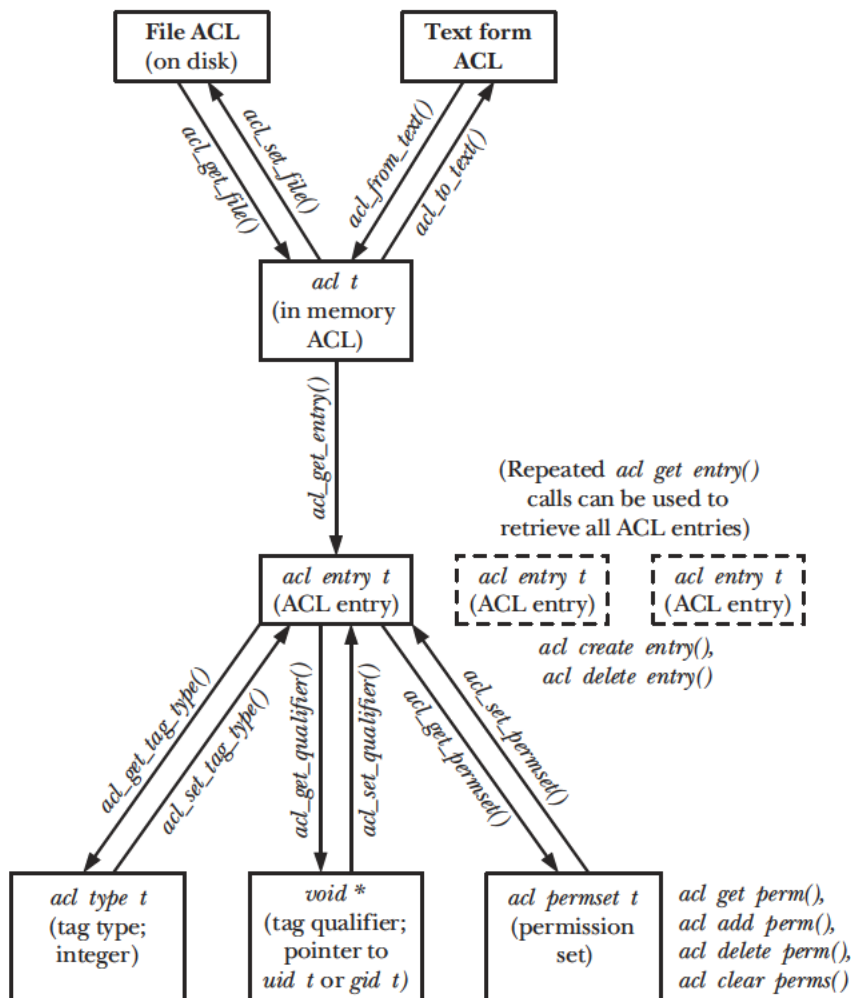 File ACL
(on disk)
Text form
ACL
acl_get_file()
acl_set_file()
acl_from_text()
acl_to_text()
acl t
(in memory
ACL)
acl_get_entry()
(Repeated acl get entry()
calls can be used to
retrieve all ACL entries)
acl entry t
(ACL entry)
acl entry t
(ACL entry)
acl entry t
(ACL entry)
acl create entry(),
acl delete entry()
acl_get_tag_type()
acl_set_tag_type()
acl_get_qualifier()
acl_set_qualifier()
acl_get_permset()
acl_set_permset()
acl type t
(tag type;
integer)
void *
(tag qualifier;
pointer to
uid t or gid t)
acl permset t
(permission
set)
acl get perm(),
acl add perm(),
acl delete perm(),
acl clear perms()